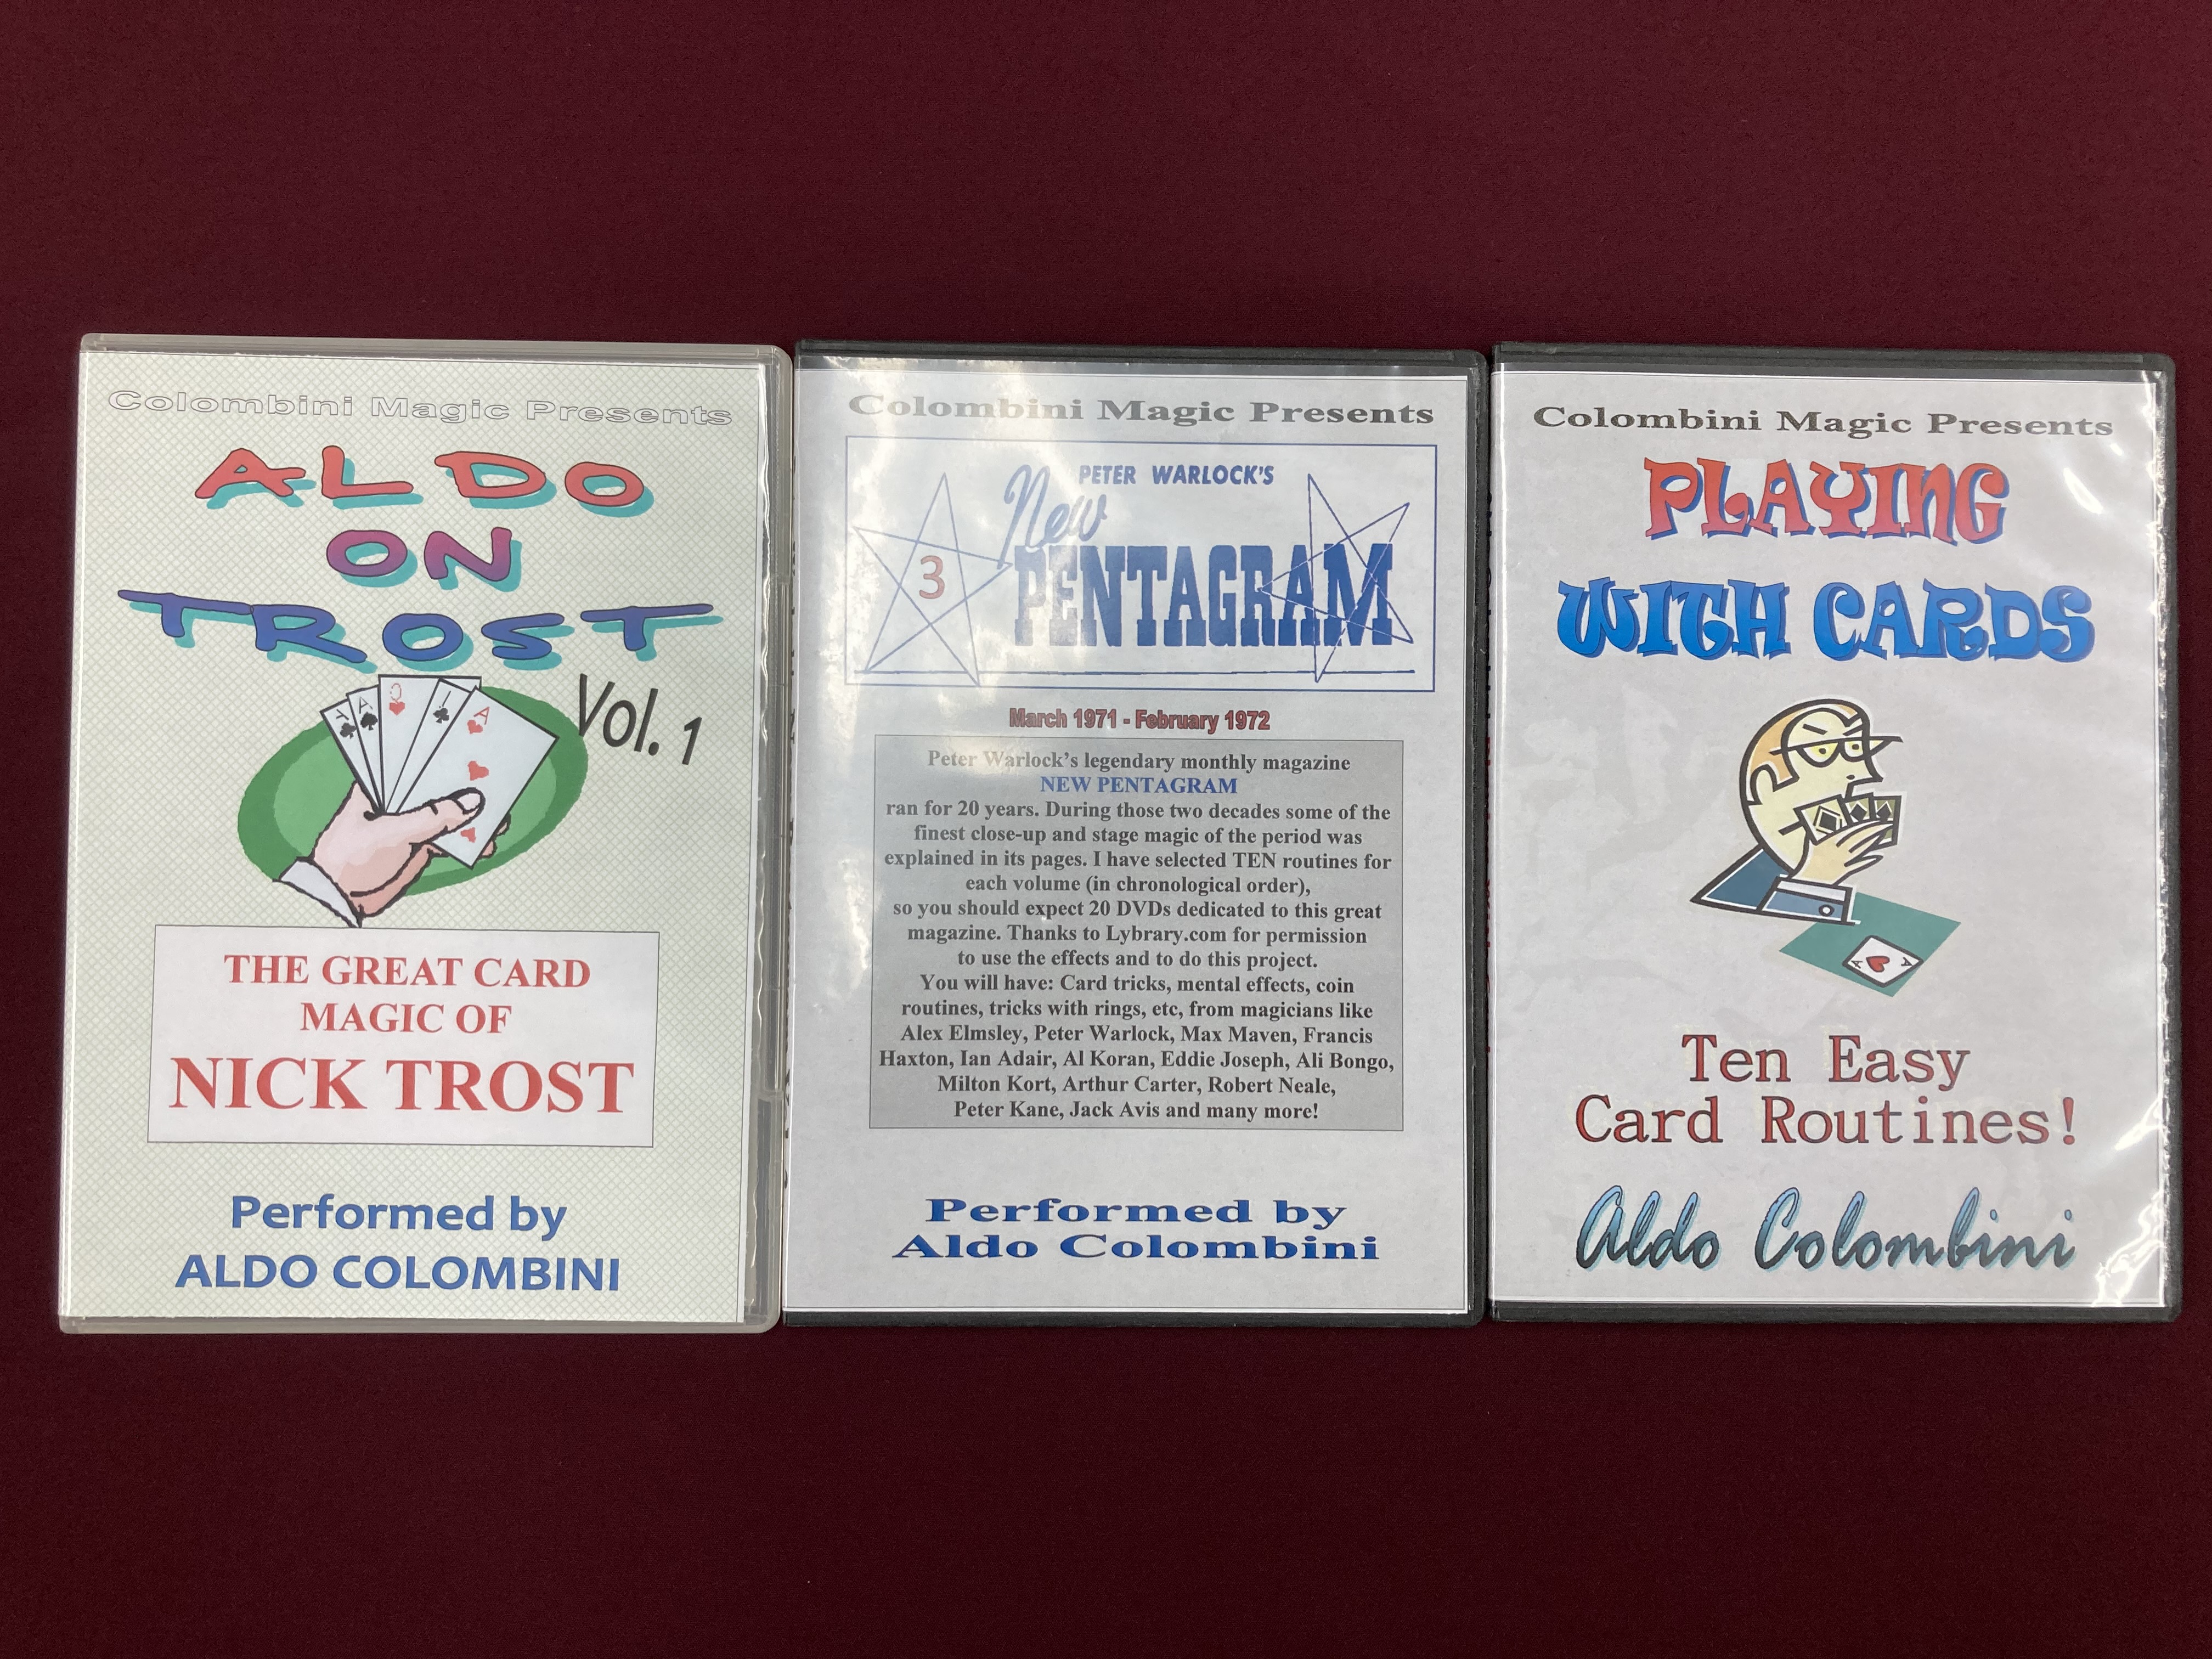 Colombini Magic Presents
ALDO
ON
TROST
Vol. 1
A
A
Q
J
A
THE GREAT CARD
MAGIC OF
NICK TROST
Performed by
ALDO COLOMBINI
Colombini Magic Presents
PETER WARLOCK'S
New
3
PENTAGRAM
March 1971 - February 1972
Peter Warlock's legendary monthly magazine
NEW PENTAGRAM
ran for 20 years. During those two decades some of the
finest close-up and stage magic of the period was
explained in its pages. I have selected TEN routines for
each volume (in chronological order),
so you should expect 20 DVDs dedicated to this great
magazine. Thanks to Lybrary.com for permission
to use the effects and to do this project.
You will have: Card tricks, mental effects, coin
routines, tricks with rings, etc, from magicians like
Alex Elmsley, Peter Warlock, Max Maven, Francis
Haxton, Ian Adair, Al Koran, Eddie Joseph, Ali Bongo,
Milton Kort, Arthur Carter, Robert Neale,
Peter Kane, Jack Avis and many more!
Performed by
Aldo Colombini
Colombini Magic Presents
PLAYING
WITH CARDS
A
A
Ten Easy
Card Routines!
Aldo Colombini